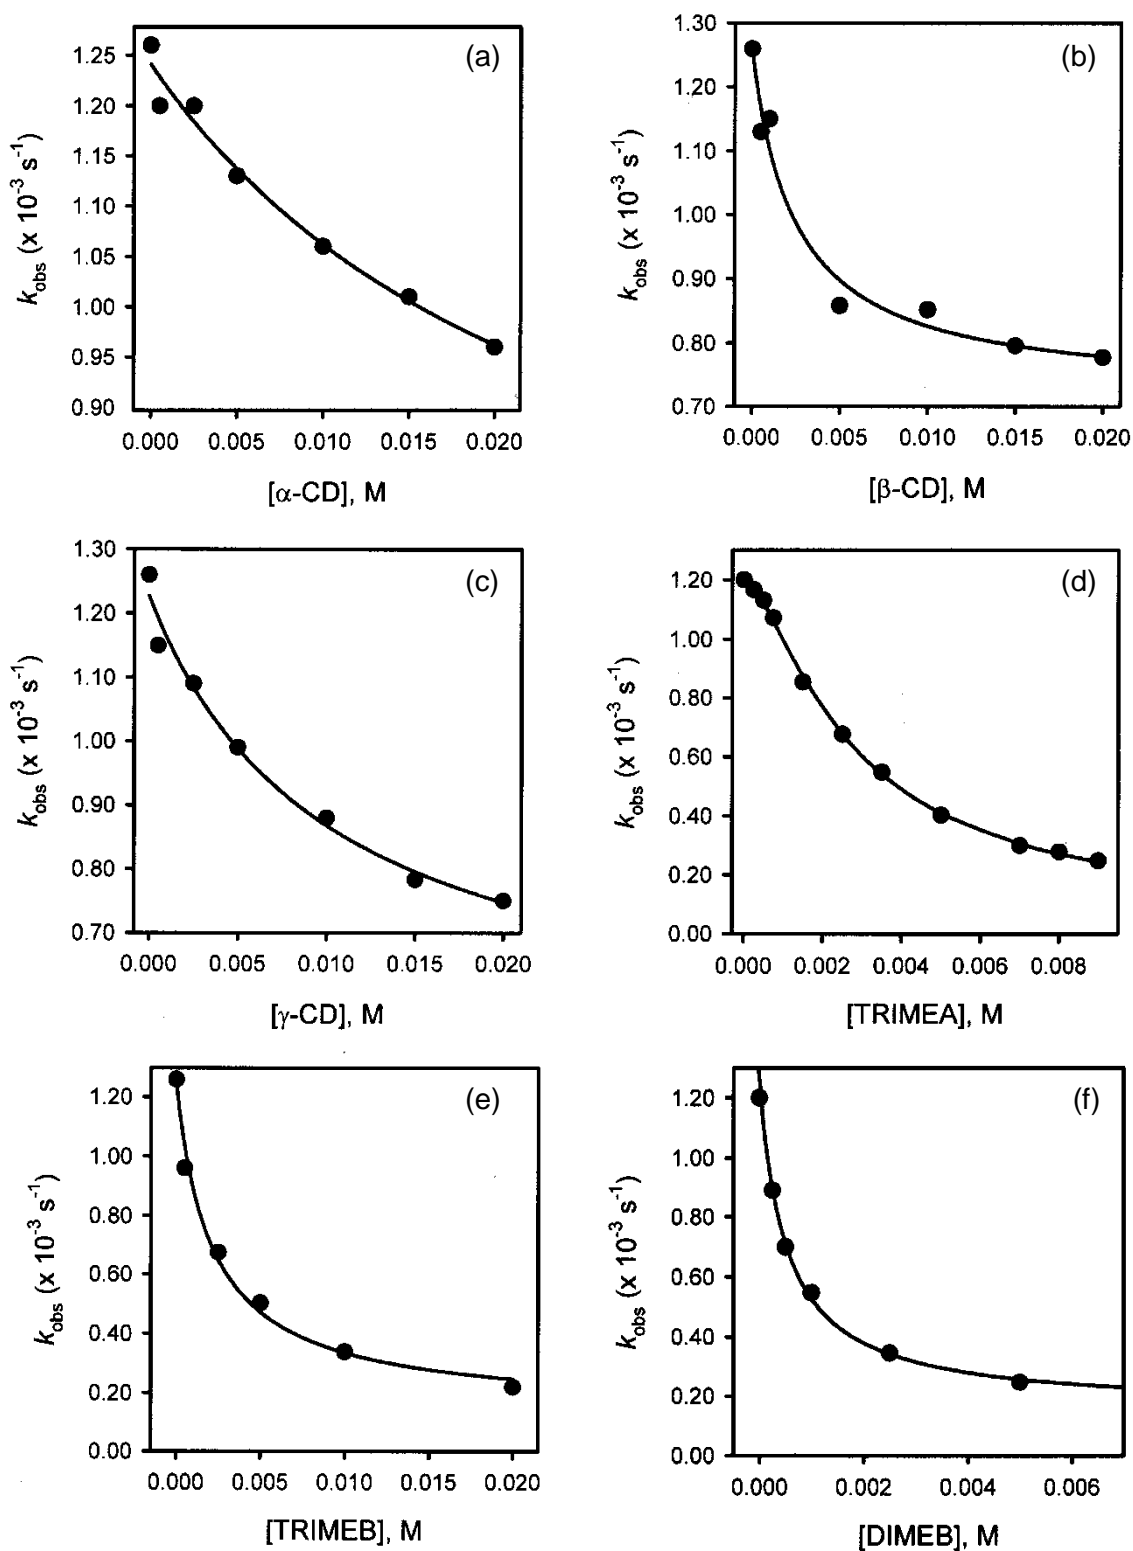 (a)
k_obs (x 10^-3 s^-1)
1.25
1.20
1.15
1.10
1.05
1.00
0.95
0.90
0.000 0.005 0.010 0.015 0.020
[α-CD], M
(b)
k_obs (x 10^-3 s^-1)
1.30
1.20
1.10
1.00
0.90
0.80
0.70
0.000 0.005 0.010 0.015 0.020
[β-CD], M
(c)
k_obs (x 10^-3 s^-1)
1.30
1.20
1.10
1.00
0.90
0.80
0.70
0.000 0.005 0.010 0.015 0.020
[γ-CD], M
(d)
k_obs (x 10^-3 s^-1)
1.20
1.00
0.80
0.60
0.40
0.20
0.00
0.000 0.002 0.004 0.006 0.008
[TRIMEA], M
(e)
k_obs (x 10^-3 s^-1)
1.20
1.00
0.80
0.60
0.40
0.20
0.00
0.000 0.005 0.010 0.015 0.020
[TRIMEB], M
(f)
k_obs (x 10^-3 s^-1)
1.20
1.00
0.80
0.60
0.40
0.20
0.00
0.000 0.002 0.004 0.006
[DIMEB], M